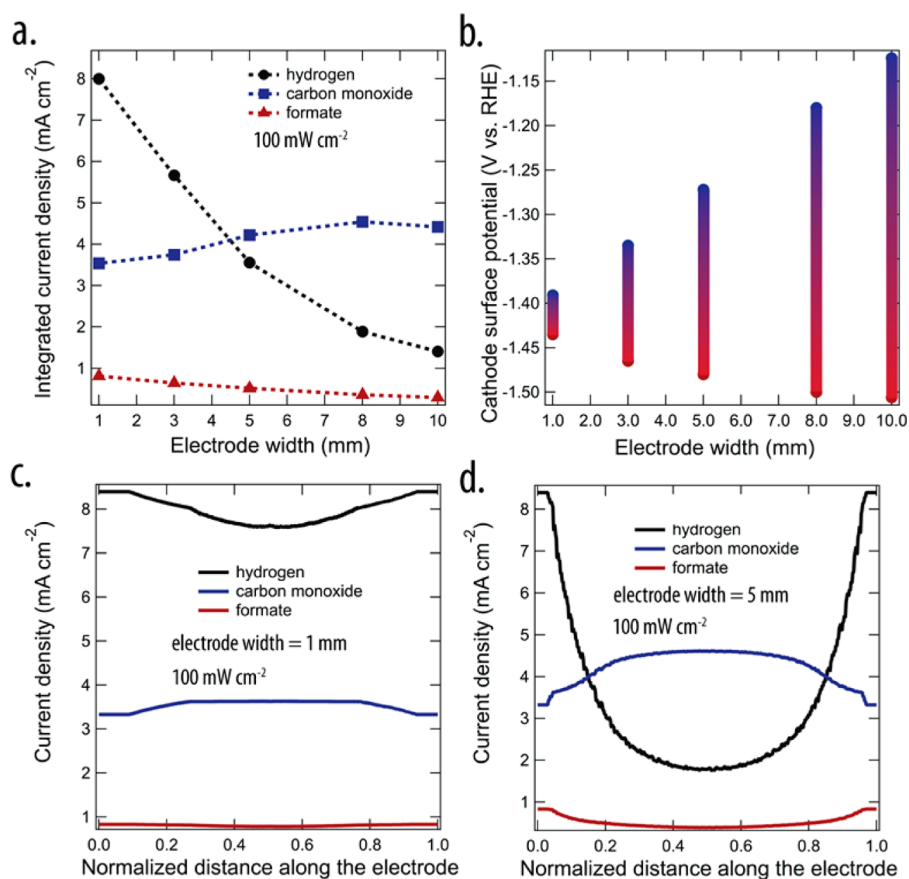 a.
Integrated current density (mA cm⁻²)
8
7
6
5
4
3
2
1
hydrogen
carbon monoxide
formate
100 mW cm⁻²
1 2 3 4 5 6 7 8 9 10
Electrode width (mm)
b.
Cathode surface potential (V vs. RHE)
-1.15
-1.20
-1.25
-1.30
-1.35
-1.40
-1.45
-1.50
1.0 2.0 3.0 4.0 5.0 6.0 7.0 8.0 9.0 10.0
Electrode width (mm)
c.
Current density (mA cm⁻²)
8
7
6
5
4
3
2
1
hydrogen
carbon monoxide
formate
electrode width = 1 mm
100 mW cm⁻²
0.0 0.2 0.4 0.6 0.8 1.0
Normalized distance along the electrode
d.
Current density (mA cm⁻²)
8
7
6
5
4
3
2
1
hydrogen
carbon monoxide
formate
electrode width = 5 mm
100 mW cm⁻²
0.0 0.2 0.4 0.6 0.8 1.0
Normalized distance along the electrode